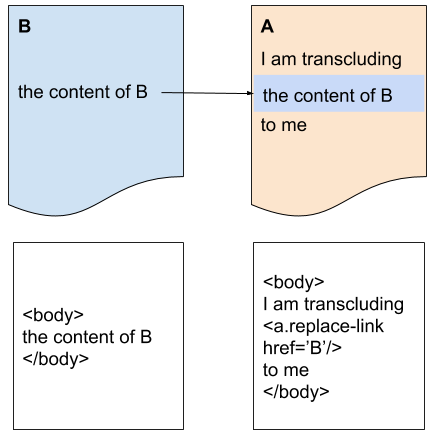 B
the content of B
A
I am transcluding
the content of B
to me
<body>
the content of B
</body>
<body>
I am transcluding
<a.replace-link
href=’B’/>
to me
</body>